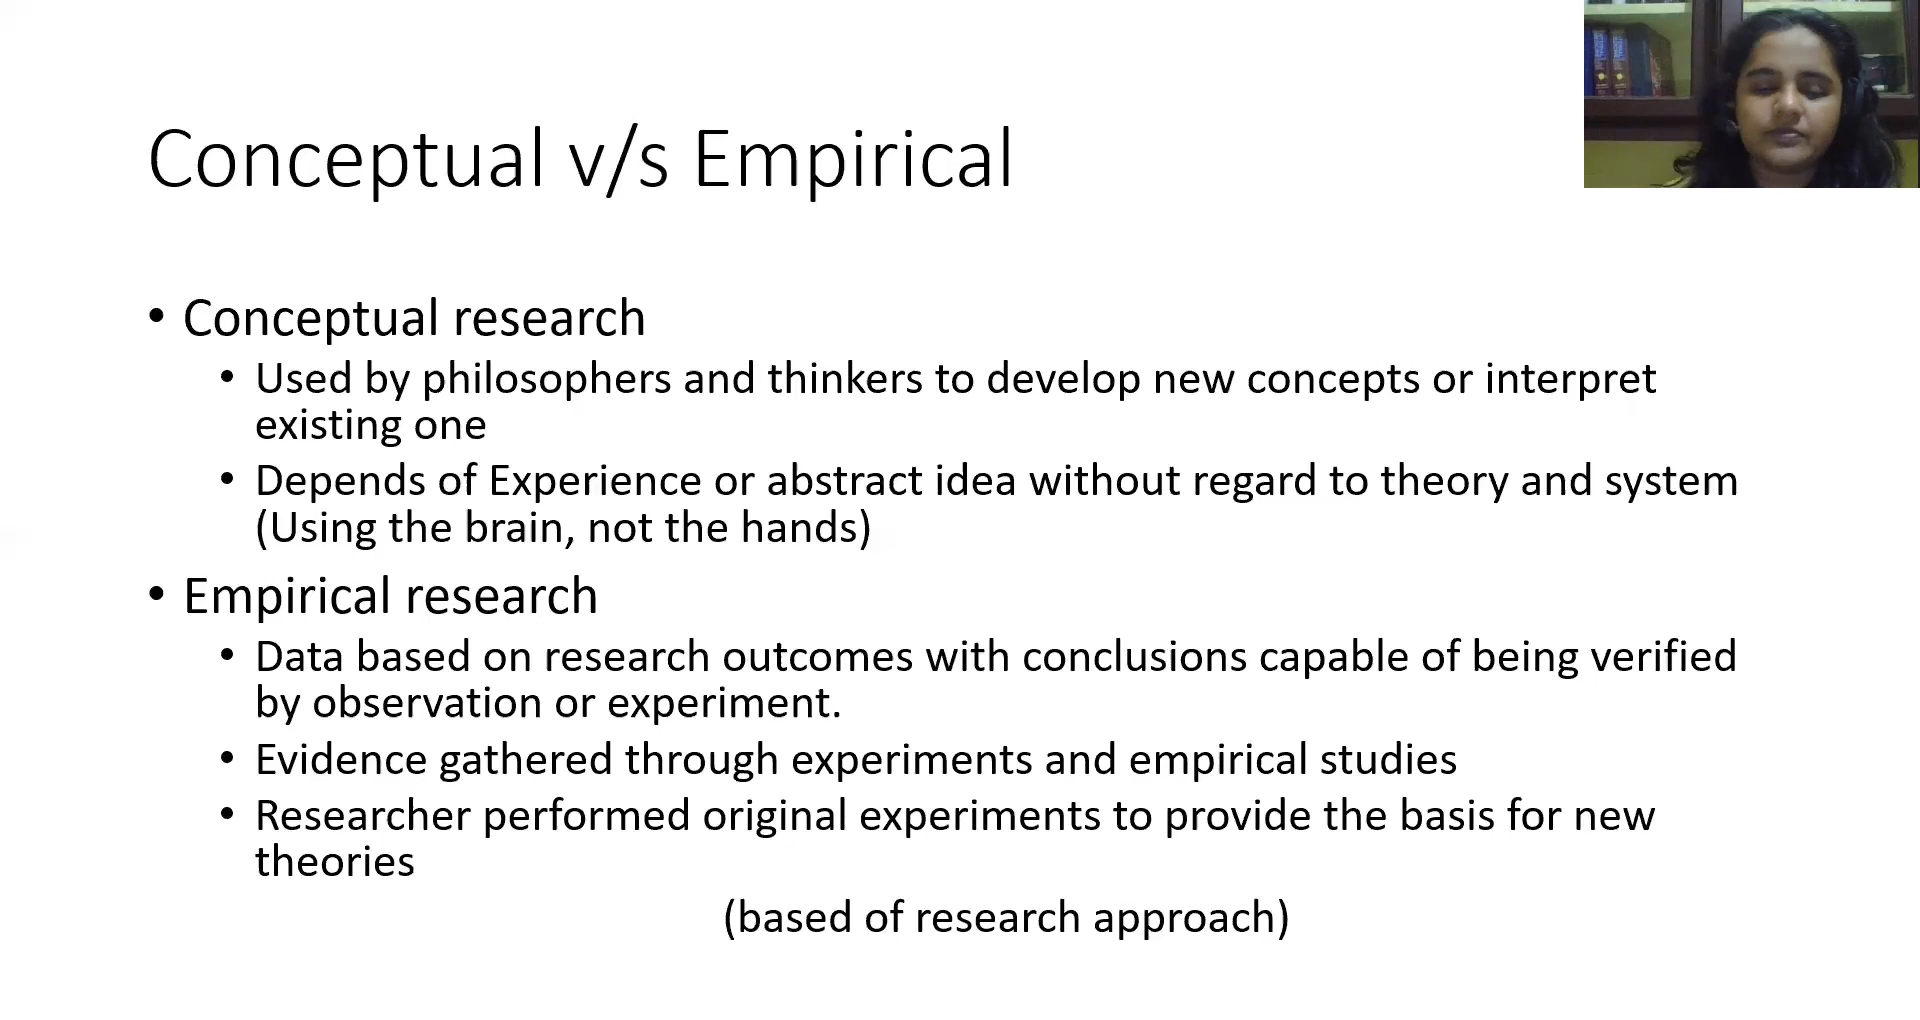 Conceptual v/s Empirical
• Conceptual research
• Used by philosophers and thinkers to develop new concepts or interpret
existing one
• Depends of Experience or abstract idea without regard to theory and system
(Using the brain, not the hands)
• Empirical research
• Data based on research outcomes with conclusions capable of being verified
by observation or experiment.
• Evidence gathered through experiments and empirical studies
• Researcher performed original experiments to provide the basis for new
theories
(based of research approach)